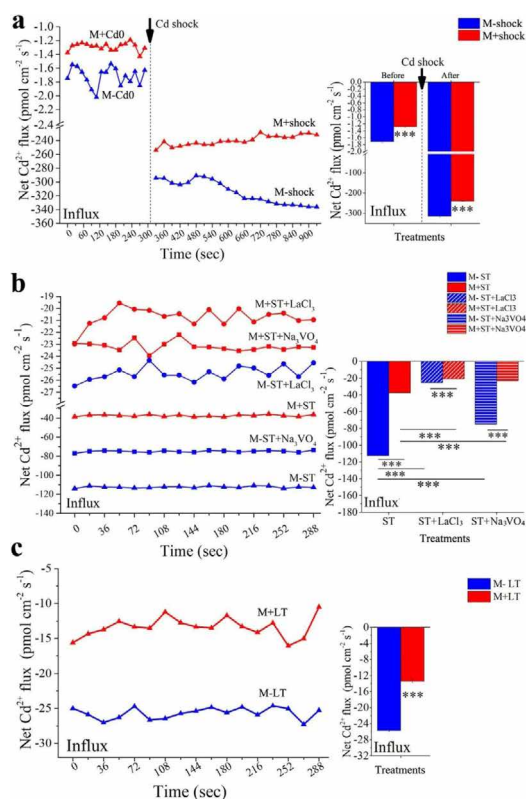 a
Net Cd²⁺ flux (pmol cm⁻² s⁻¹)
-1.0
-1.2
-1.4
-1.6
-1.8
-2.0
-2.2
-2.4
-220
-240
-260
-280
-300
-320
-340
-360
Cd shock
M+Cd0
M-Cd0
M+shock
M-shock
Influx
0 60 120 180 240 300 360 420 480 540 600 660 720 780 840 900
Time (sec)
M-shock
M+shock
Cd shock
Before After
Net Cd²⁺ flux (pmol cm⁻² s⁻¹)
0.0
-0.2
-0.4
-0.6
-0.8
-1.0
-1.2
-1.4
-1.6
-1.8
-2.0
-100
-200
-300
***
***
Influx
Treatments
b
Net Cd²⁺ flux (pmol cm⁻² s⁻¹)
-19
-20
-21
-22
-23
-24
-25
-26
-27
-40
-60
-80
-100
-120
-140
M+ST+LaCl₃
M+ST+Na₃VO₄
M-ST+LaCl₃
M+ST
M-ST+Na₃VO₄
M-ST
Influx
0 36 72 108 144 180 216 252 288
Time (sec)
M- ST
M+ST
M-ST+LaCl3
M+ST+LaCl3
M-ST+Na3VO4
M+ST+Na3VO4
Net Cd²⁺ flux (pmol cm⁻² s⁻¹)
0
-20
-40
-60
-80
-100
-120
-140
-160
-180
***
***
***
***
***
***
***
Influx
ST ST+LaCl₃ ST+Na₃VO₄
Treatments
c
Net Cd²⁺ flux (pmol cm⁻² s⁻¹)
-5
-10
-15
-20
-25
-30
M+LT
M-LT
Influx
0 36 72 108 144 180 216 252 288
Time (sec)
M- LT
M+LT
Net Cd²⁺ flux (pmol cm⁻² s⁻¹)
0
-4
-8
-12
-16
-20
-24
-28
-32
***
Influx
Treatments